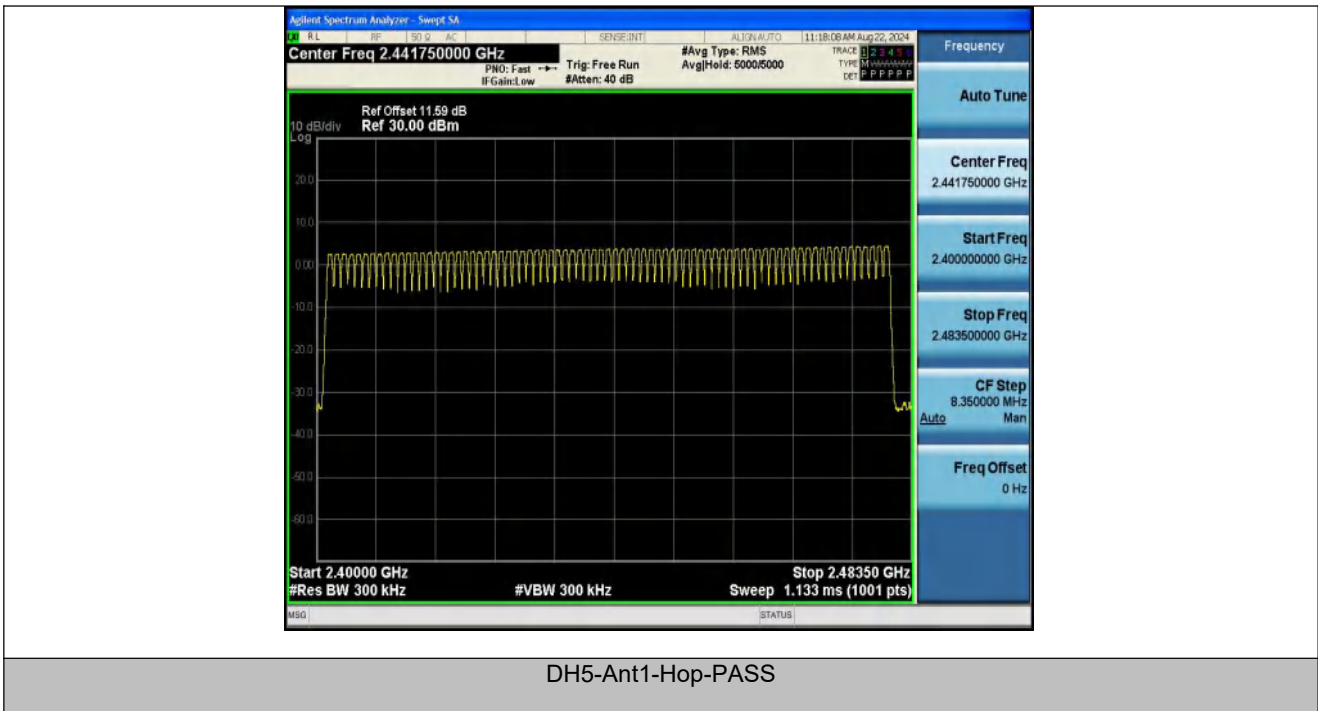 Agilent Spectrum Analyzer - Swept SA
LXI RL RF 50 Ω AC SENSE:INT ALIGN AUTO 11:18:08 AM Aug 22, 2024
Center Freq 2.441750000 GHz
#Avg Type: RMS
TRACE 1 2 3 4 5 6
PNO: Fast Trig: Free Run Avg|Hold: 5000/5000
TYPE M
IFGain:Low #Atten: 40 dB
DET P P P P P P
Ref Offset 11.59 dB
10 dB/div Ref 30.00 dBm
Log
20.0
10.0
0.00
-10.0
-20.0
-30.0
-40.0
-50.0
-60.0
Start 2.40000 GHz Stop 2.48350 GHz
#Res BW 300 kHz #VBW 300 kHz Sweep 1.133 ms (1001 pts)
MSG STATUS
Frequency
Auto Tune
Center Freq
2.441750000 GHz
Start Freq
2.400000000 GHz
Stop Freq
2.483500000 GHz
CF Step
8.350000 MHz
Auto Man
Freq Offset
0 Hz
DH5-Ant1-Hop-PASS